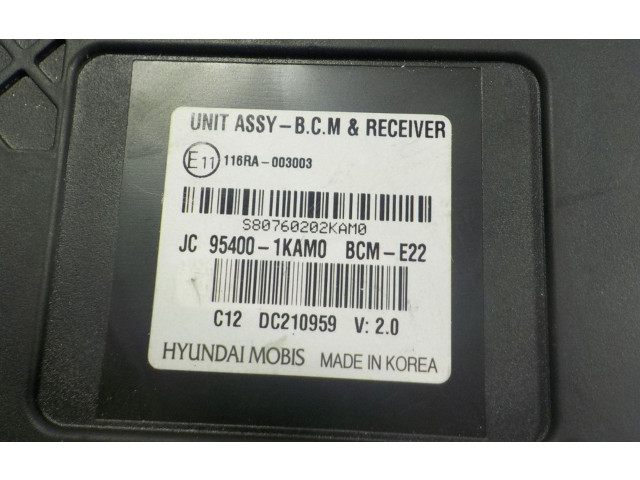 UNIT ASSY-B.C.M & RECEIVER
E11 116RA-003003
S80760202KAM0
JC 95400-1KAM0 BCM-E22
C12 DC210959 V: 2.0
HYUNDAI MOBIS MADE IN KOREA